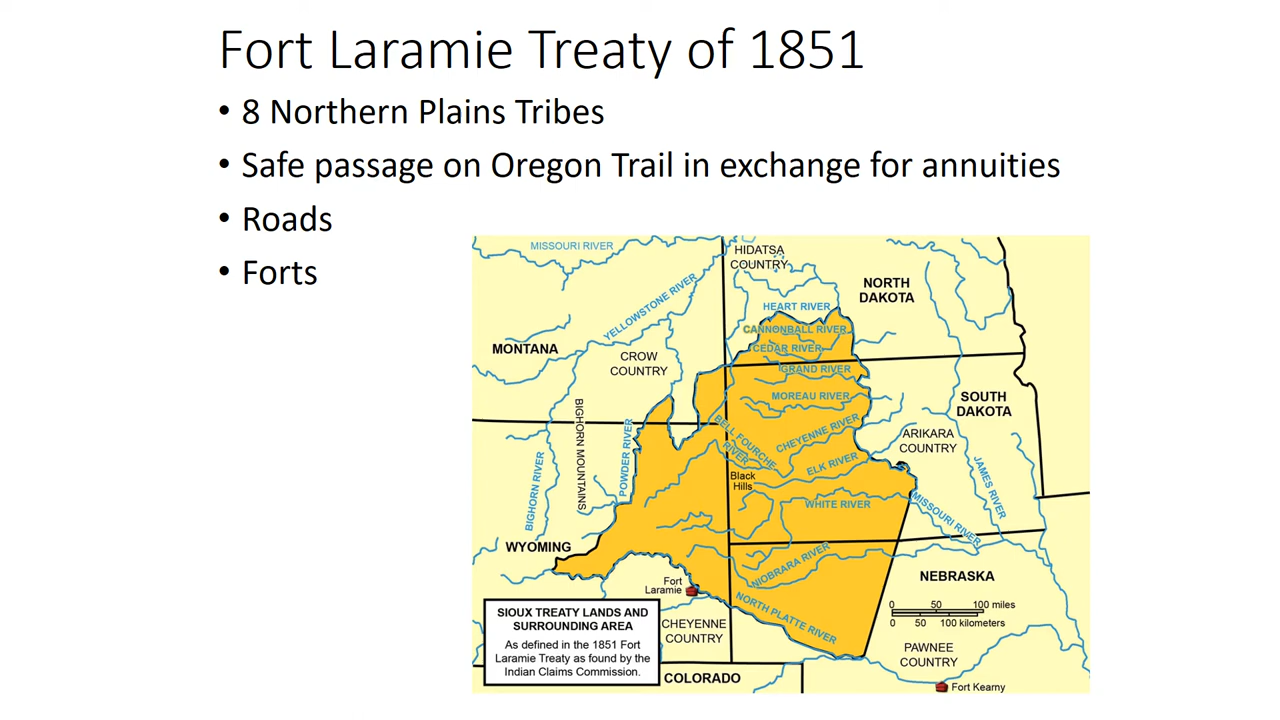 Fort Laramie Treaty of 1851
• 8 Northern Plains Tribes
• Safe passage on Oregon Trail in exchange for annuities
• Roads
• Forts
MISSOURI RIVER
HIDATSA
COUNTRY
NORTH
DAKOTA
YELLOWSTONE RIVER
HEART RIVER
CANNONBALL RIVER
CEDAR RIVER
MONTANA
CROW
COUNTRY
GRAND RIVER
MOREAU RIVER
SOUTH
DAKOTA
BIGHORN MOUNTAINS
POWDER RIVER
BELL FOURCHE
RIVER
CHEYENNE RIVER
ARIKARA
COUNTRY
ELK RIVER
Black
Hills
BIGHORN RIVER
WHITE RIVER
MISSOURI RIVER
JAMES RIVER
WYOMING
NIOBRARA RIVER
NEBRASKA
Fort
Laramie
NORTH PLATTE RIVER
0 50 100 miles
0 50 100 kilometers
SIOUX TREATY LANDS AND
SURROUNDING AREA
As defined in the 1851 Fort
Laramie Treaty as found by the
Indian Claims Commission.
CHEYENNE
COUNTRY
PAWNEE
COUNTRY
COLORADO
Fort Kearny